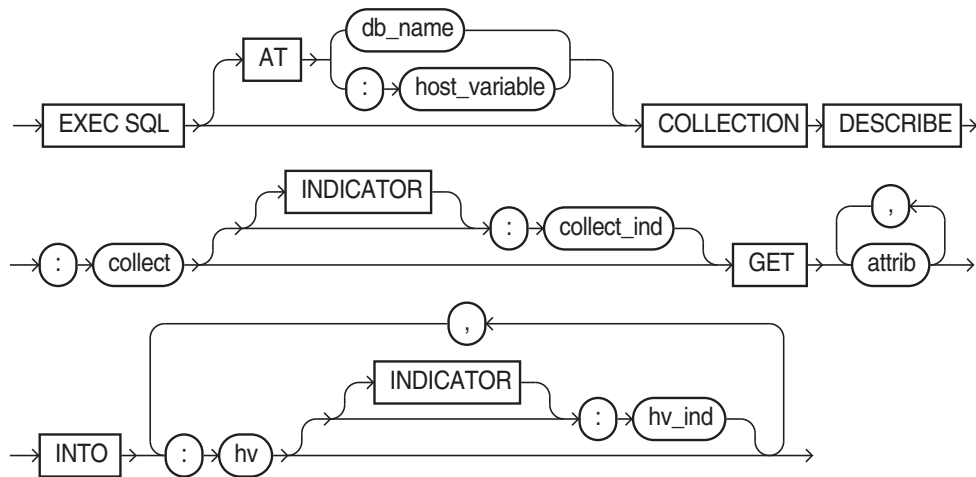 db_name
AT
: host_variable
EXEC SQL COLLECTION DESCRIBE
INDICATOR ,
: collect_ind
: collect GET attrib
,
INDICATOR
: hv_ind
INTO : hv